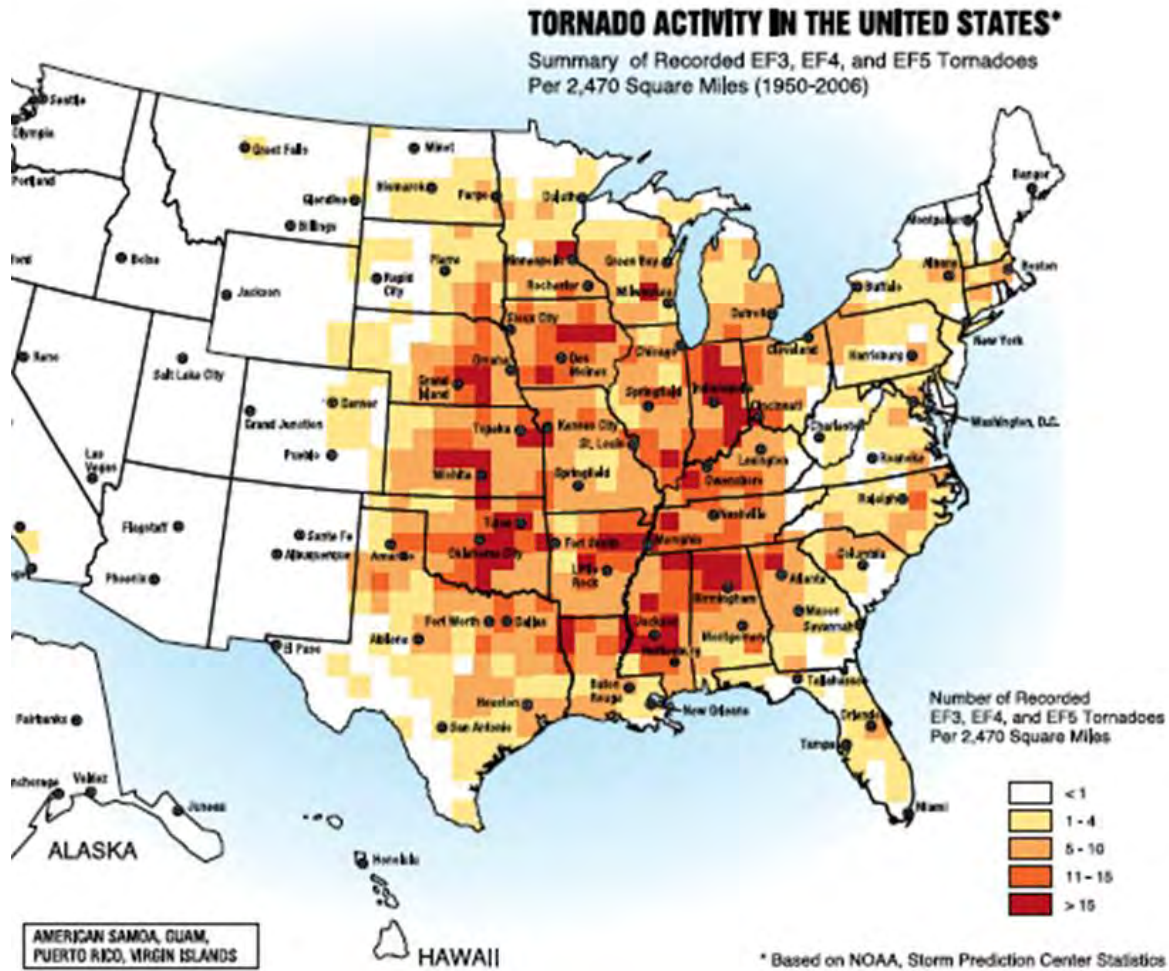 TORNADO ACTIVITY IN THE UNITED STATES*
Summary of Recorded EF3, EF4, and EF5 Tornadoes
Per 2,470 Square Miles (1950-2006)
Seattle
Olympia
Portland
Great Falls
Minot
Bismarck
Fargo
Duluth
Glendive
Billings
Boise
Bangor
Montpelier
Minneapolis
Green Bay
Albany
Boston
Pierre
Rapid
City
Jackson
Rochester
Milwaukee
Buffalo
Detroit
Sioux City
Cleveland
New York
Reno
Salt Lake City
Omaha
Des
Moines
Chicago
Harrisburg
Grand
Island
Springfield
Indianapolis
Denver
Grand Junction
Cincinnati
Washington, D.C.
Topeka
Kansas City
St. Louis
Charleston
Pueblo
Las
Vegas
Wichita
Springfield
Lexington
Roanoke
Owensboro
Raleigh
Flagstaff
Santa Fe
Albuquerque
Tulsa
Nashville
Amarillo
Oklahoma City
Fort Smith
Memphis
Columbia
Phoenix
Little
Rock
Atlanta
Birmingham
Fort Worth
Dallas
Jackson
Macon
Savannah
Abilene
Montgomery
El Paso
Hattiesburg
Tallahassee
Baton
Rouge
Houston
New Orleans
San Antonio
Orlando
Tampa
Miami
Number of Recorded
EF3, EF4, and EF5 Tornadoes
Per 2,470 Square Miles
< 1
1 - 4
5 - 10
11 - 15
> 15
Fairbanks
nchorage
Valdez
Juneau
ALASKA
Honolulu
HAWAII
AMERICAN SAMOA, GUAM,
PUERTO RICO, VIRGIN ISLANDS
* Based on NOAA, Storm Prediction Center Statistics